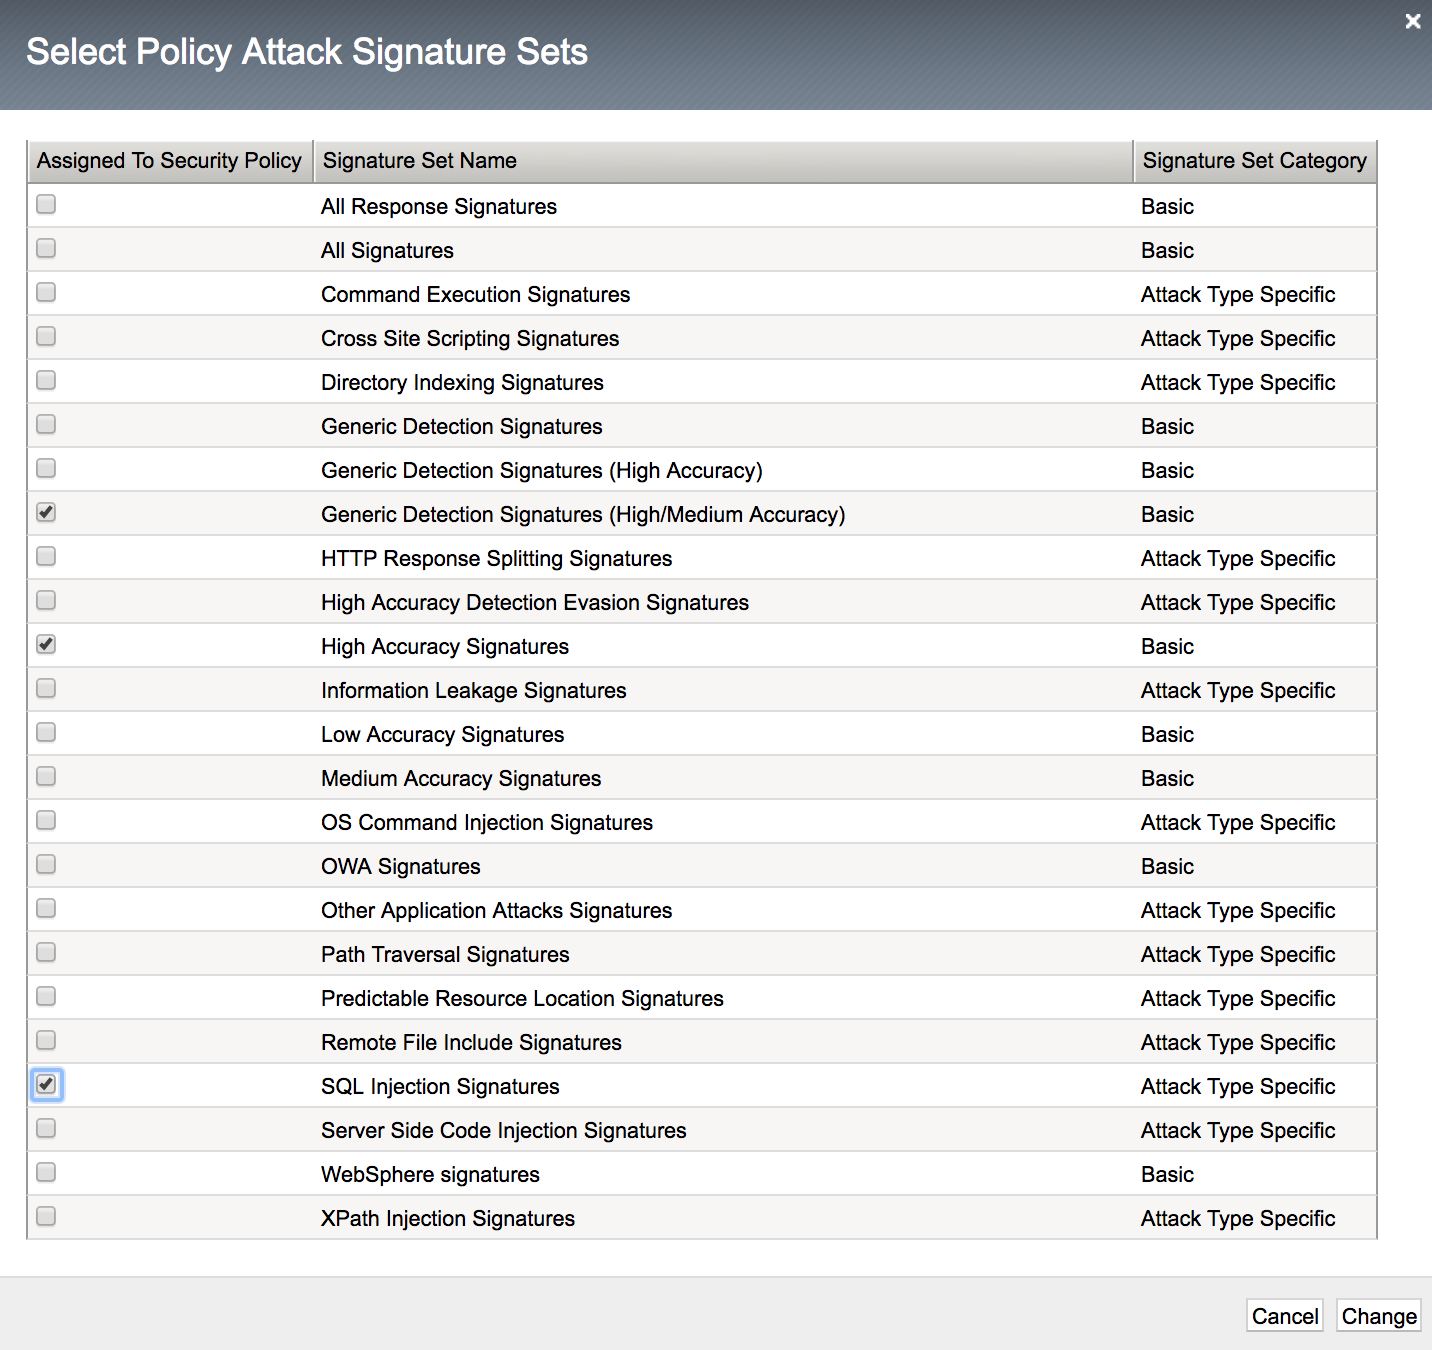 Select Policy Attack Signature Sets
Assigned To Security Policy Signature Set Name Signature Set Category
All Response Signatures Basic
All Signatures Basic
Command Execution Signatures Attack Type Specific
Cross Site Scripting Signatures Attack Type Specific
Directory Indexing Signatures Attack Type Specific
Generic Detection Signatures Basic
Generic Detection Signatures (High Accuracy) Basic
Generic Detection Signatures (High/Medium Accuracy) Basic
HTTP Response Splitting Signatures Attack Type Specific
High Accuracy Detection Evasion Signatures Attack Type Specific
High Accuracy Signatures Basic
Information Leakage Signatures Attack Type Specific
Low Accuracy Signatures Basic
Medium Accuracy Signatures Basic
OS Command Injection Signatures Attack Type Specific
OWA Signatures Basic
Other Application Attacks Signatures Attack Type Specific
Path Traversal Signatures Attack Type Specific
Predictable Resource Location Signatures Attack Type Specific
Remote File Include Signatures Attack Type Specific
SQL Injection Signatures Attack Type Specific
Server Side Code Injection Signatures Attack Type Specific
WebSphere signatures Basic
XPath Injection Signatures Attack Type Specific
Cancel Change